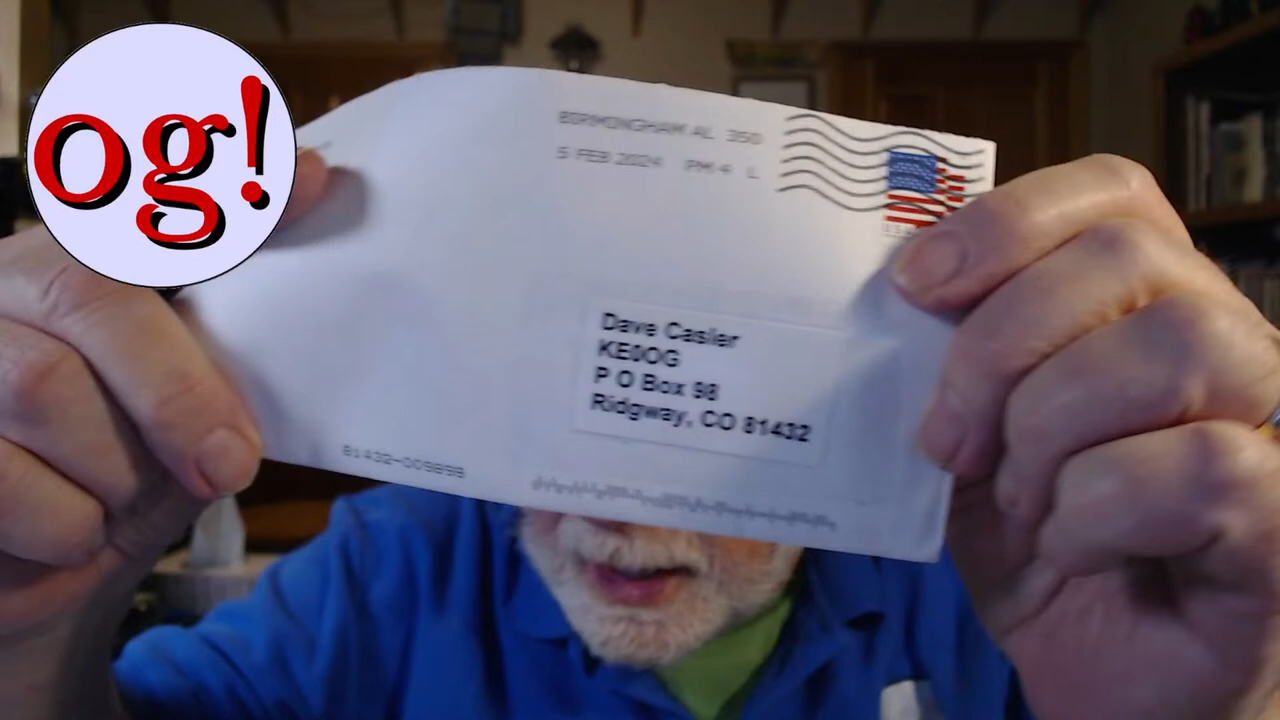 og!
BIRMINGHAM AL 350
5 FEB 2024 PM 4 L
USA
Dave Casler
KE0OG
P O Box 98
Ridgway, CO 81432
81432-009898